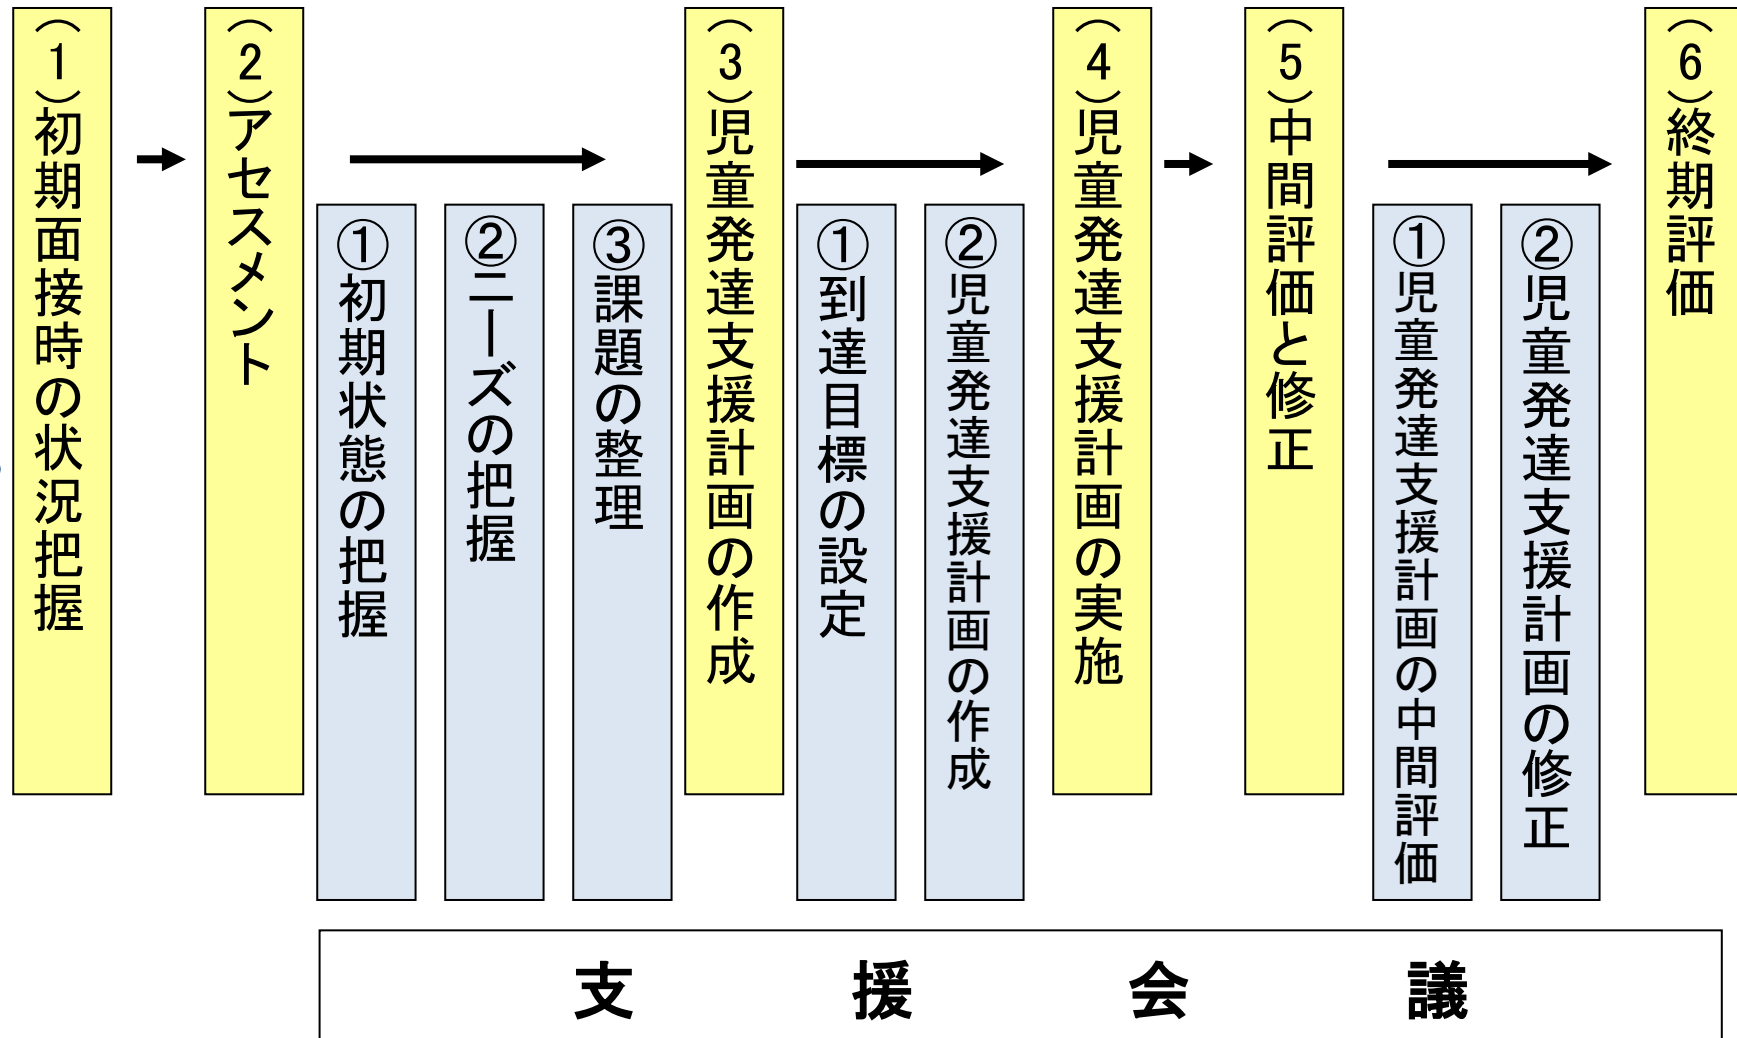 (1)初期面接時の状況把握
(2)アセスメント
①初期状態の把握
②ニーズの把握
③課題の整理
(3)児童発達支援計画の作成
①到達目標の設定
②児童発達支援計画の作成
(4)児童発達支援計画の実施
(5)中間評価と修正
①児童発達支援計画の中間評価
②児童発達支援計画の修正
(6)終期評価
支援会議